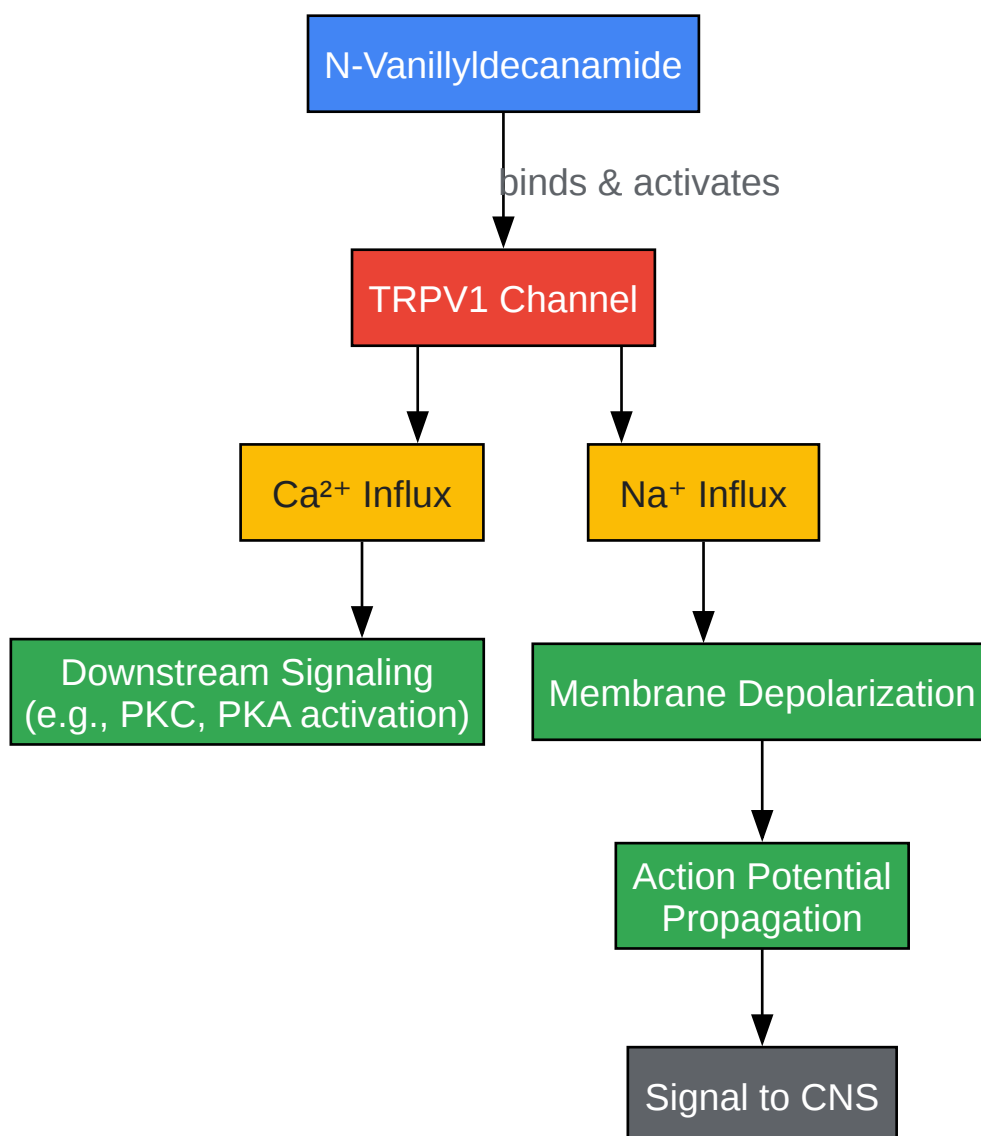 N-Vanillyldecanamide
binds & activates
TRPV1 Channel
Ca²⁺ Influx
Na⁺ Influx
Downstream Signaling
(e.g., PKC, PKA activation)
Membrane Depolarization
Action Potential
Propagation
Signal to CNS